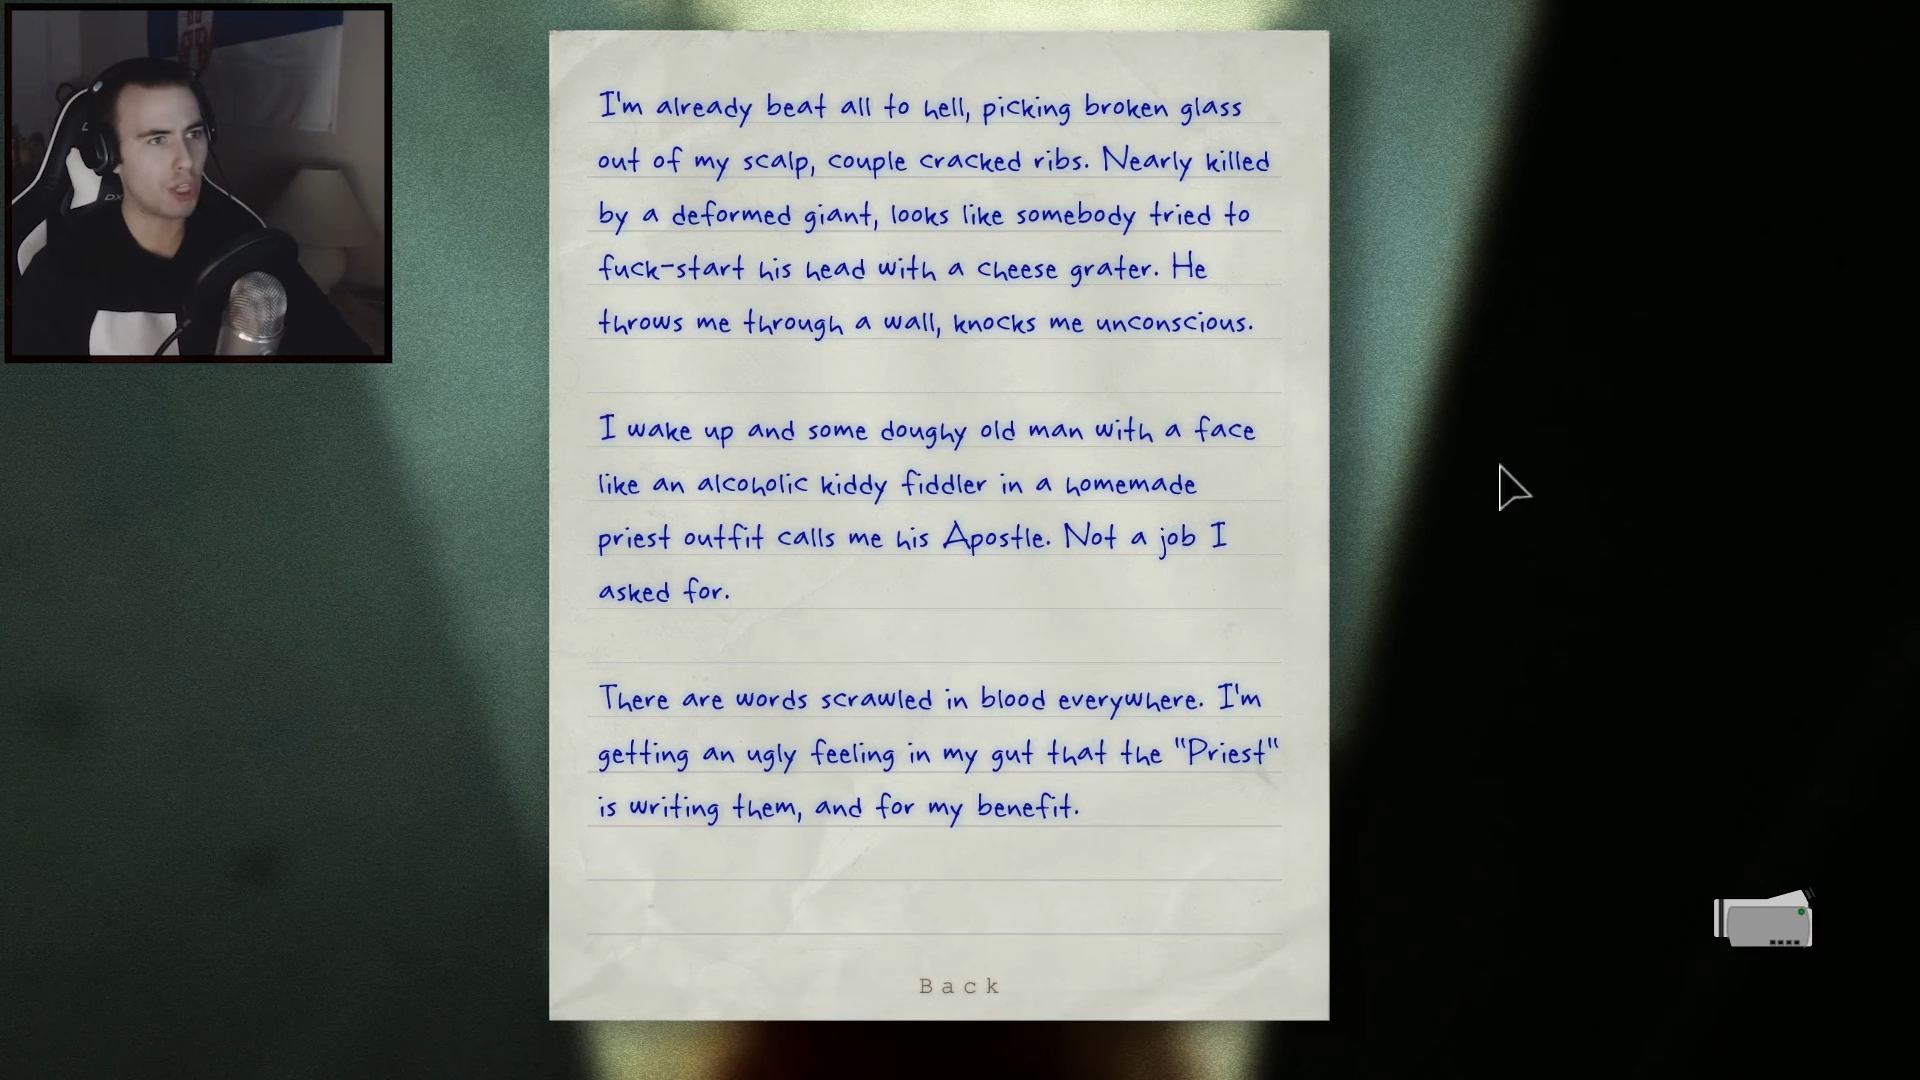 I'm already beat all to hell, picking broken glass
out of my scalp, couple cracked ribs. Nearly killed
by a deformed giant, looks like somebody tried to
fuck-start his head with a cheese grater. He
throws me through a wall, knocks me unconscious.
I wake up and some doughy old man with a face
like an alcoholic kiddy fiddler in a homemade
priest outfit calls me his Apostle. Not a job I
asked for.
There are words scrawled in blood everywhere. I'm
getting an ugly feeling in my gut that the "Priest"
is writing them, and for my benefit.
Back
DX